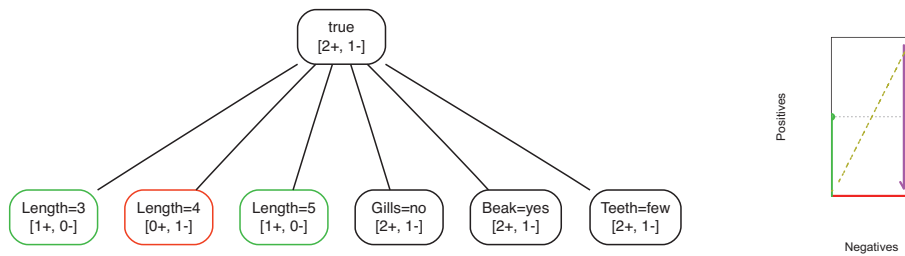 true
[2+, 1-]
Length=3
[1+, 0-]
Length=4
[0+, 1-]
Length=5
[1+, 0-]
Gills=no
[2+, 1-]
Beak=yes
[2+, 1-]
Teeth=few
[2+, 1-]
Positives
Negatives